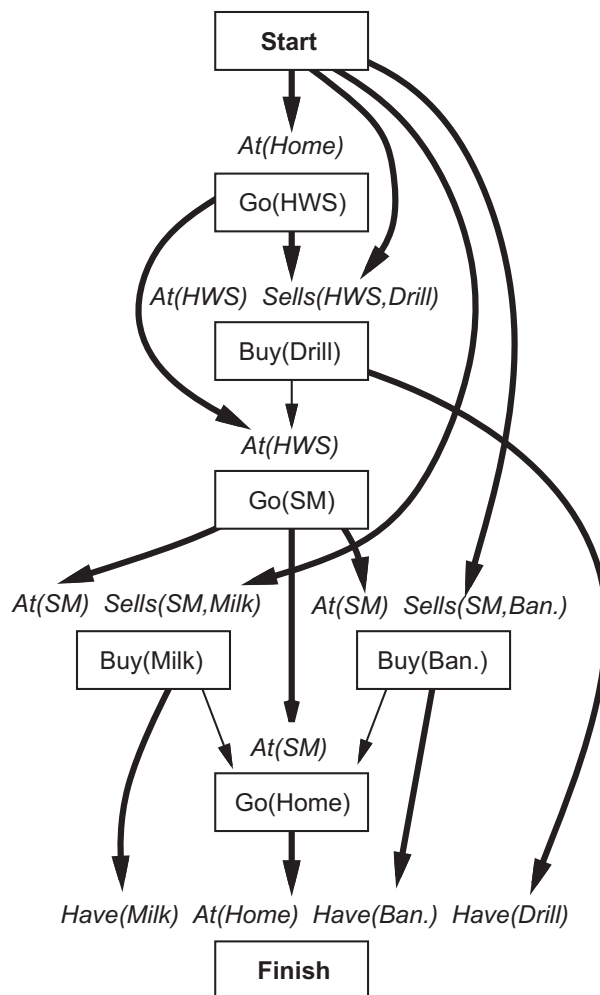 Start
At(Home)
Go(HWS)
At(HWS) Sells(HWS,Drill)
Buy(Drill)
At(HWS)
Go(SM)
At(SM) Sells(SM,Milk) At(SM) Sells(SM,Ban.)
Buy(Milk) Buy(Ban.)
At(SM)
Go(Home)
Have(Milk) At(Home) Have(Ban.) Have(Drill)
Finish